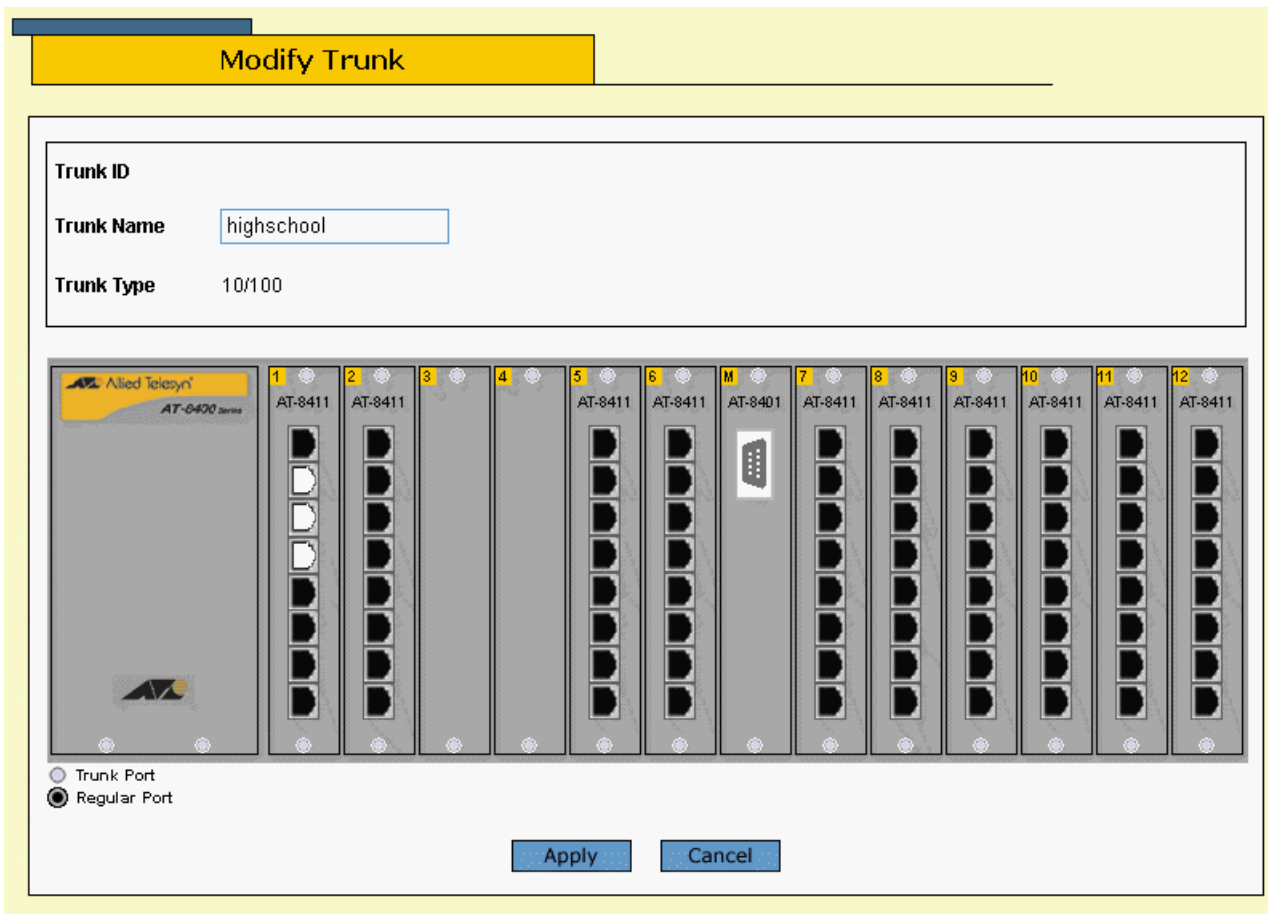 Modify Trunk
Trunk ID
Trunk Name highschool
Trunk Type 10/100
Allied Telesyn
AT-8400 Series
1 2 3 4 5 6 M 7 8 9 10 11 12
AT-8411 AT-8411 AT-8411 AT-8411 AT-8401 AT-8411 AT-8411 AT-8411 AT-8411 AT-8411 AT-8411
Trunk Port
Regular Port
Apply Cancel